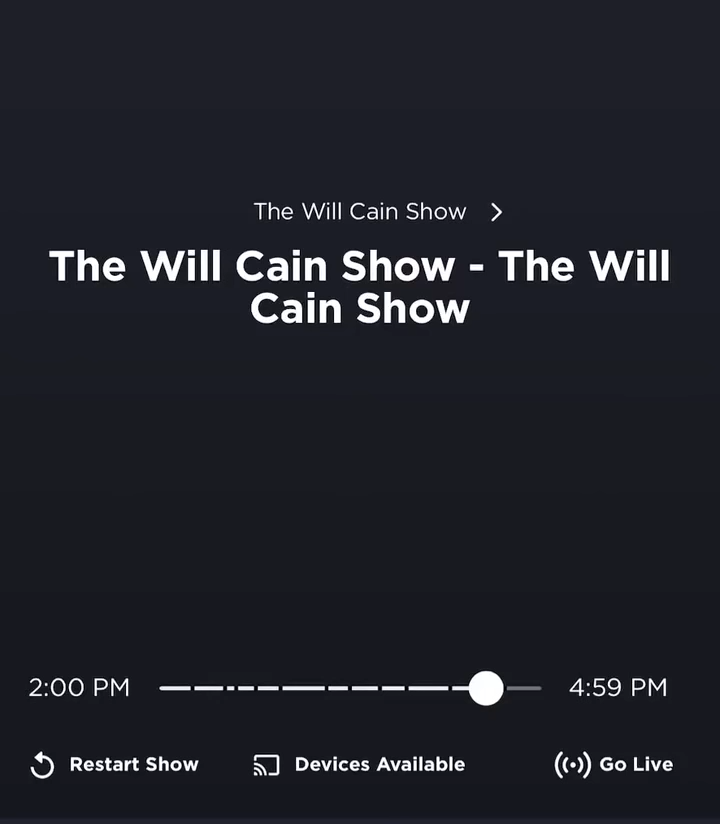 The Will Cain Show
The Will Cain Show - The Will
Cain Show
2:00 PM 4:59 PM
Restart Show Devices Available Go Live